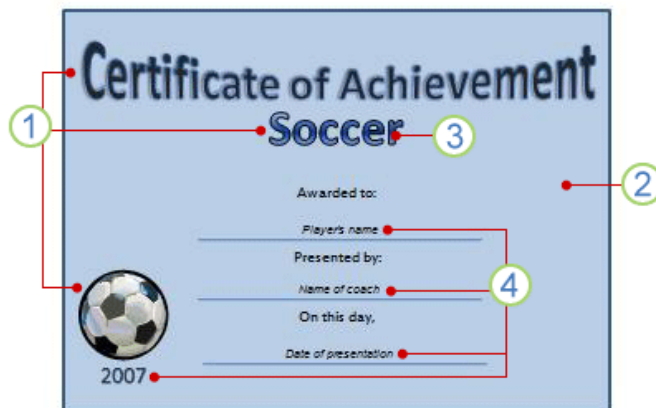 Certificate of Achievement
1
Soccer
3
2
Awarded to:
Player's name
Presented by:
4
Name of coach
On this day,
Date of presentation
2007